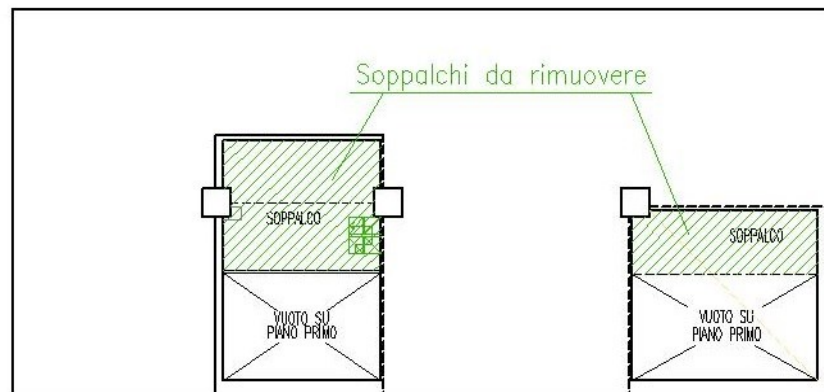 Soppalchi da rimuovere
SOPPALCO
SOPPALCO
VUOTO SU
PIANO PRIMO
VUOTO SU
PIANO PRIMO